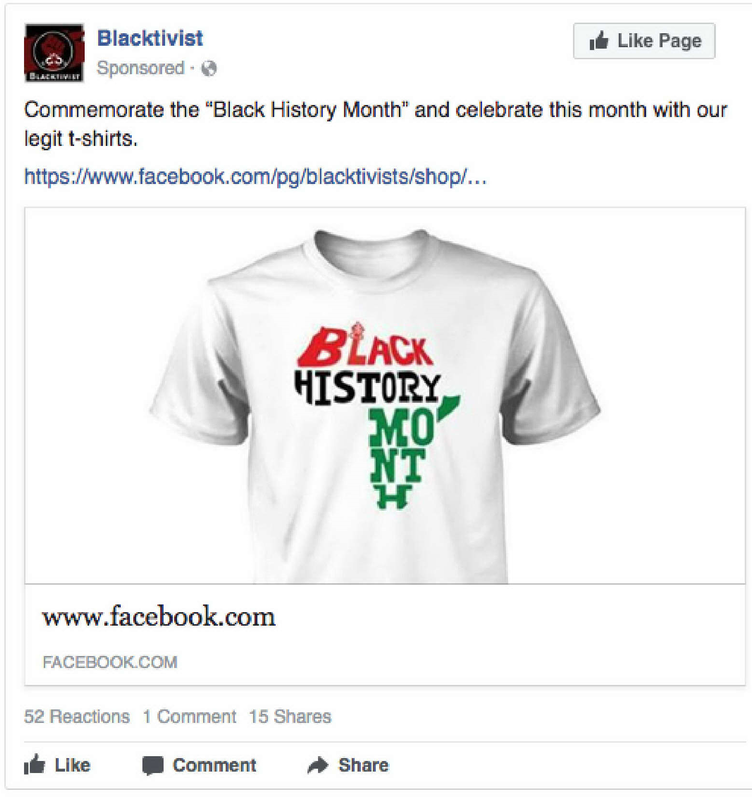 Blacktivist
Like Page
Sponsored ·
BLACKTIVIST
Commemorate the “Black History Month” and celebrate this month with our
legit t-shirts.
https://www.facebook.com/pg/blacktivists/shop/...
BLACK
HISTORY
MO
NT
H
www.facebook.com
FACEBOOK.COM
52 Reactions 1 Comment 15 Shares
Like Comment Share